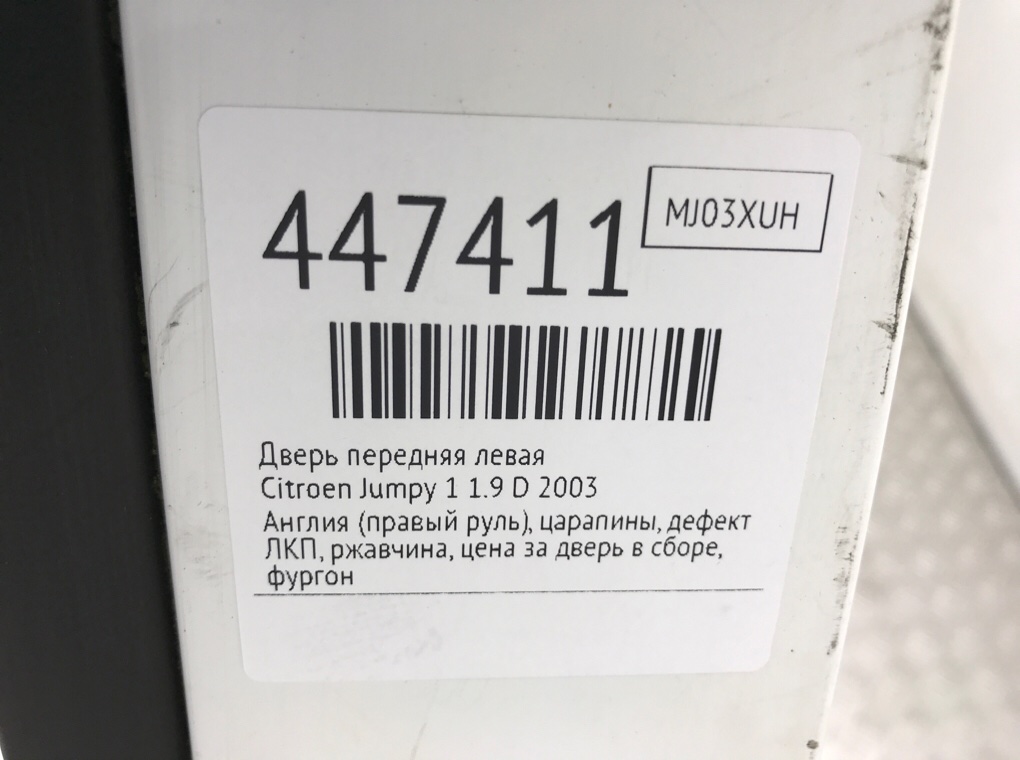 447411
MJ03XUH
Дверь передняя левая
Citroen Jumpy 1 1.9 D 2003
Англия (правый руль), царапины, дефект
ЛКП, ржавчина, цена за дверь в сборе,
фургон